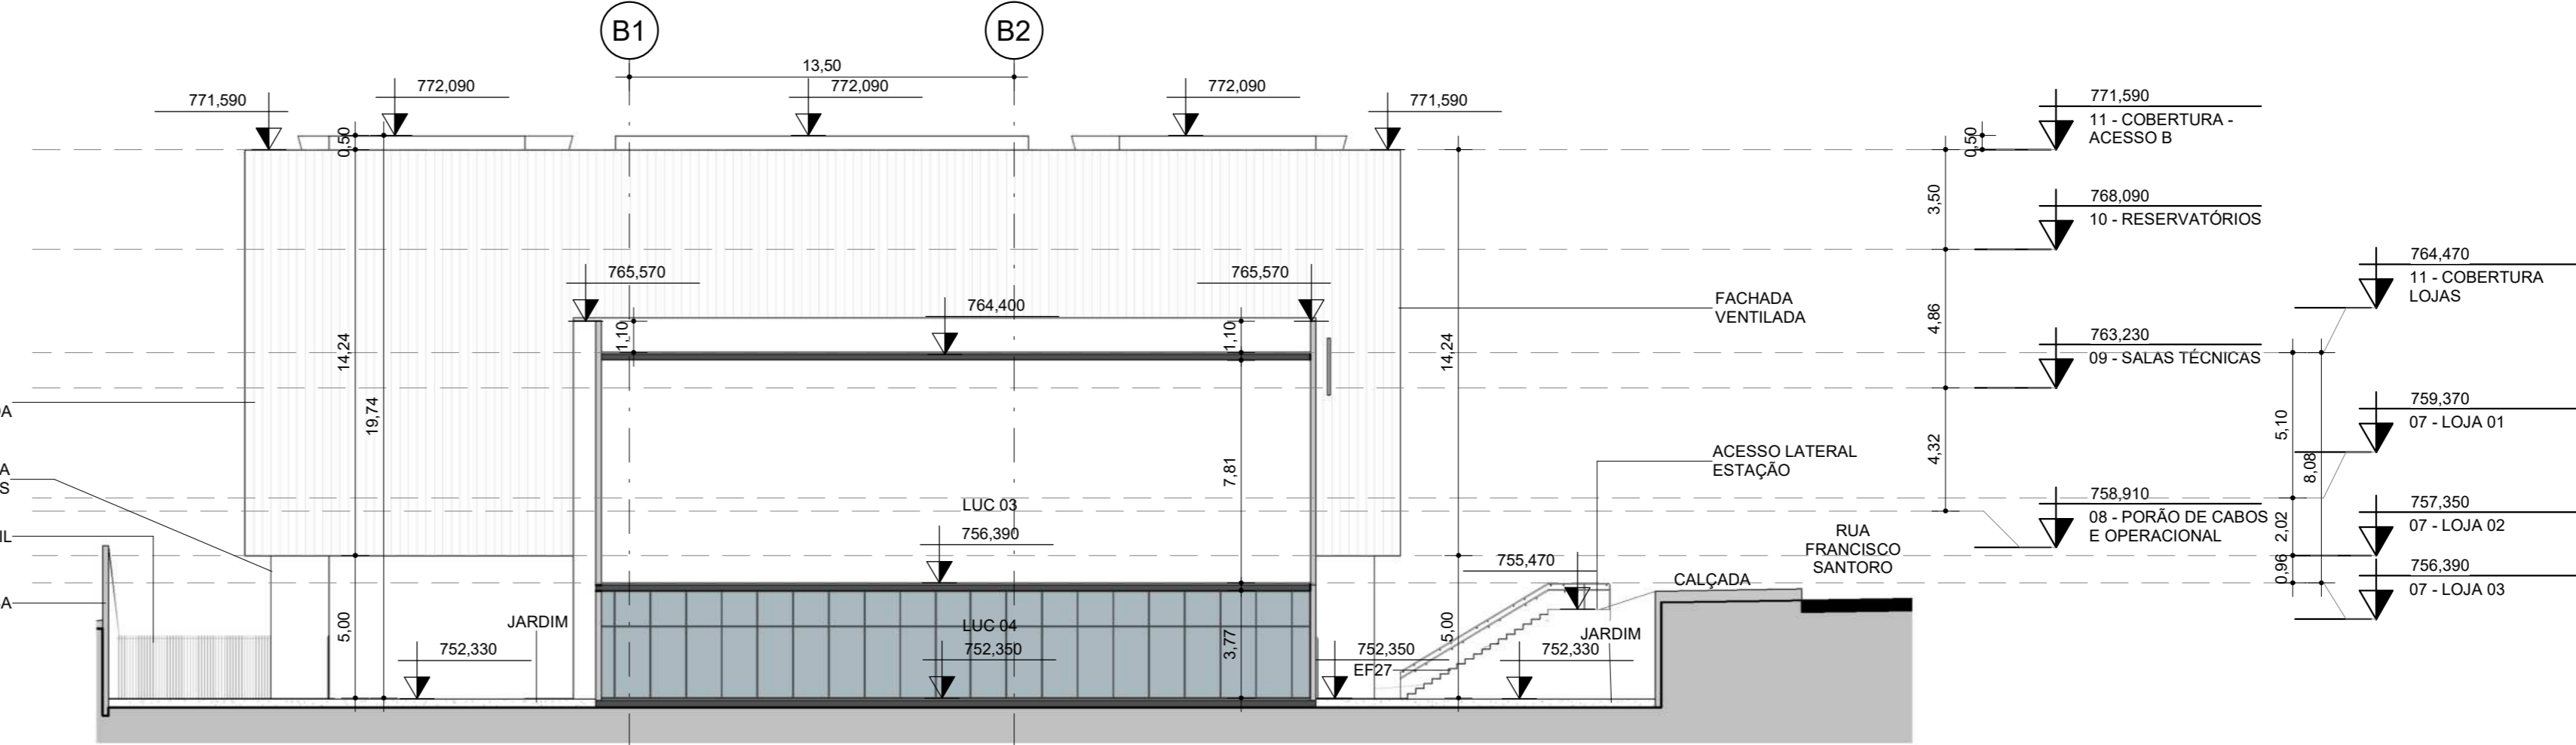 B1
B2
13,50
771,590
772,090
772,090
772,090
771,590
771,590
11 - COBERTURA -
ACESSO B
0,50
0,50
3,50
768,090
10 - RESERVATÓRIOS
764,470
11 - COBERTURA
LOJAS
765,570
765,570
764,400
1,10
1,10
FACHADA
VENTILADA
14,24
14,24
19,74
4,86
763,230
09 - SALAS TÉCNICAS
759,370
07 - LOJA 01
5,10
8,08
4,32
7,81
ACESSO LATERAL
ESTAÇÃO
LUC 03
758,910
08 - PORÃO DE CABOS
E OPERACIONAL
2,02
757,350
07 - LOJA 02
756,390
755,470
RUA
FRANCISCO
SANTORO
CALÇADA
0,96
756,390
07 - LOJA 03
DA
A
S
IL
SA
5,00
JARDIM
LUC 04
3,77
5,00
JARDIM
752,330
752,350
752,350
EF27
752,330